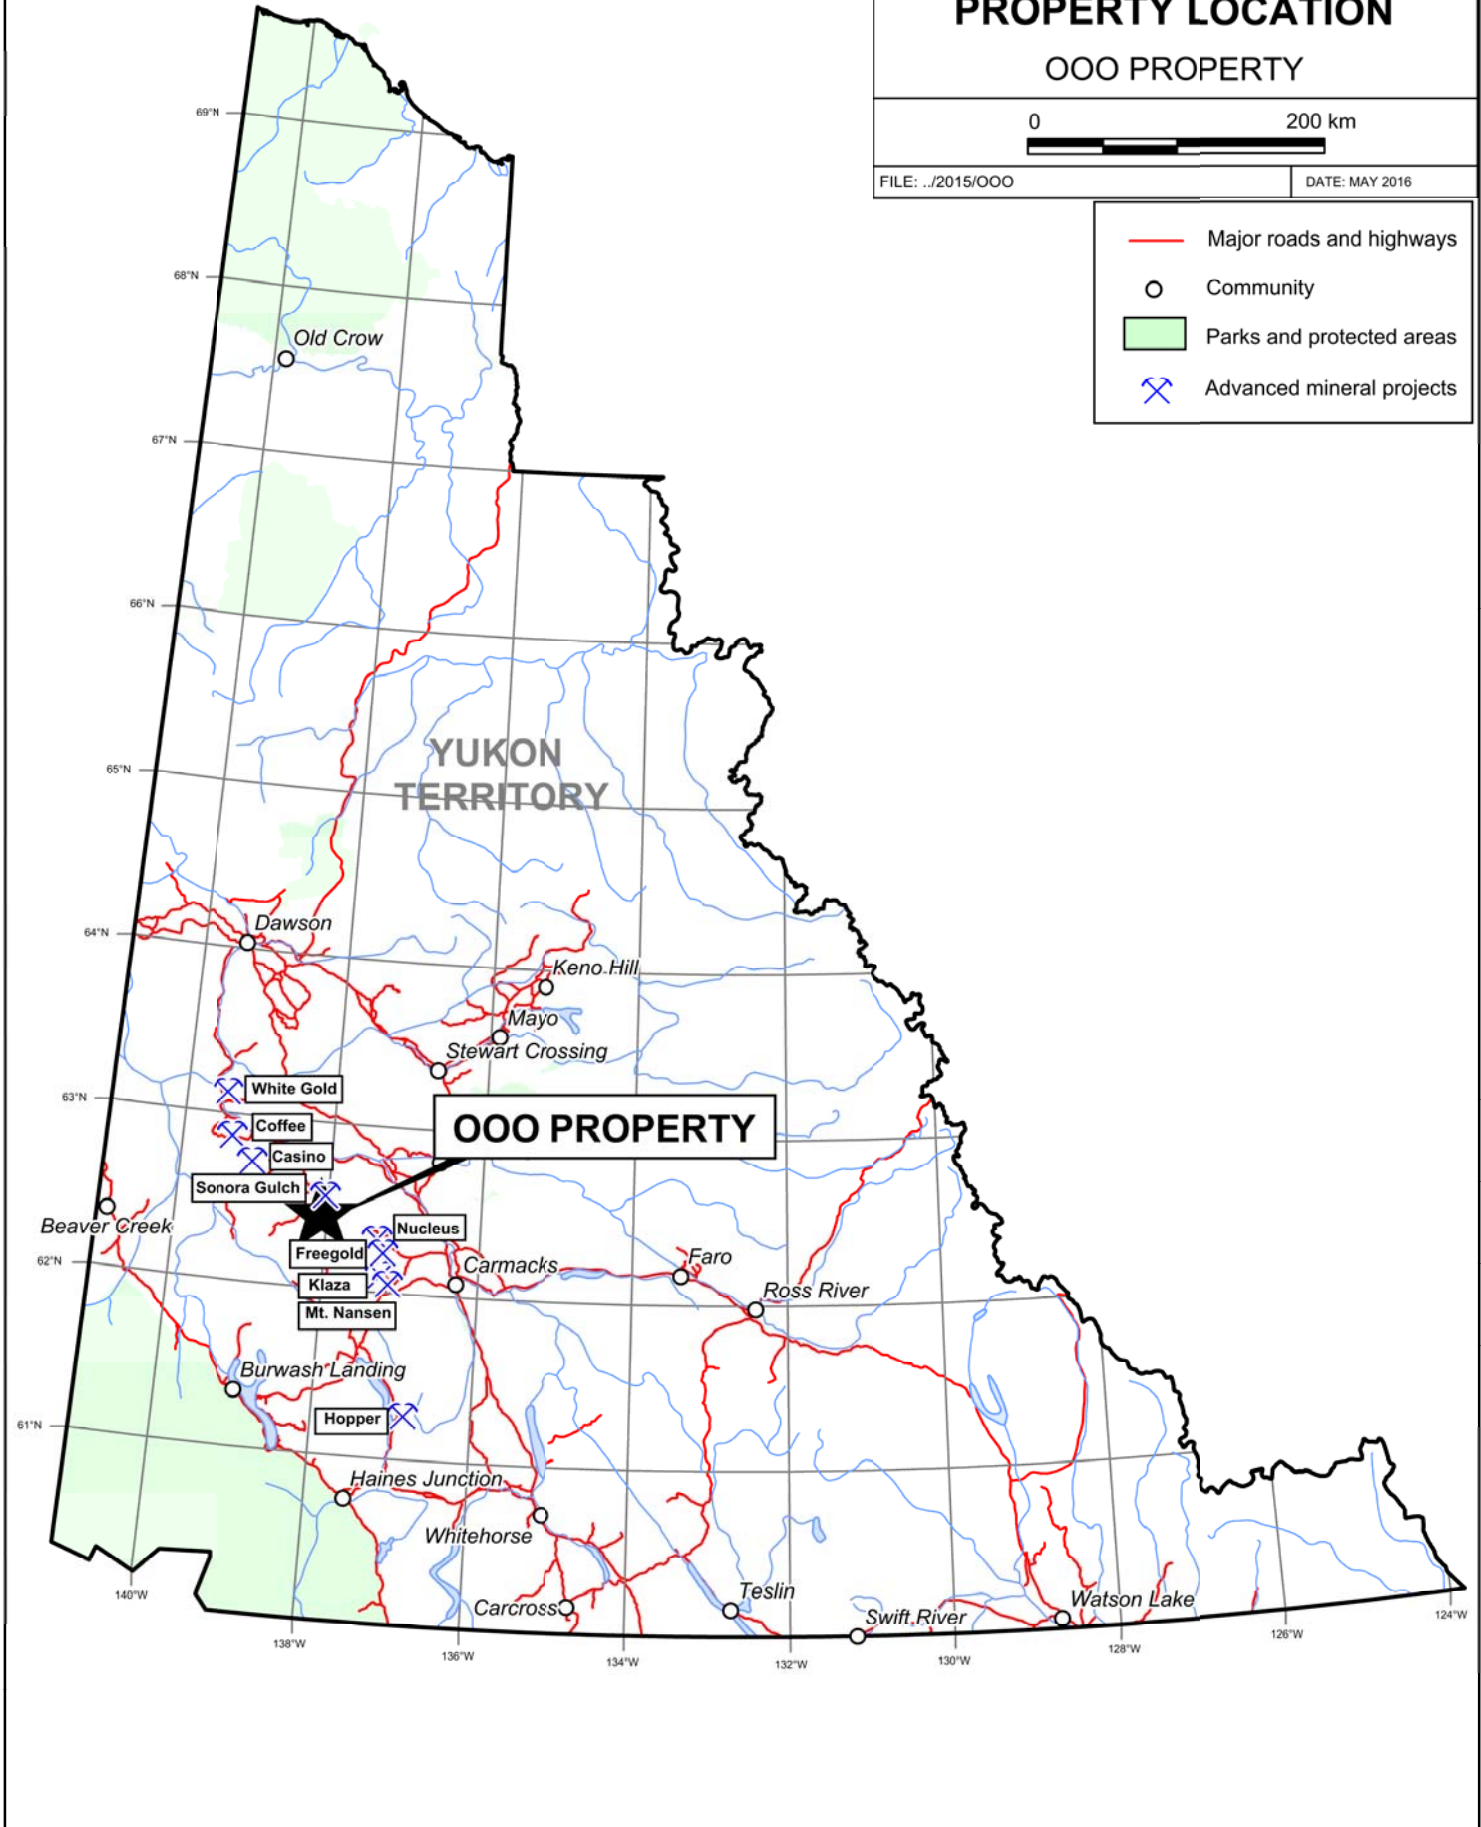 PROPERTY LOCATION
OOO PROPERTY
0 200 km
FILE: ../2015/OOO DATE: MAY 2016
Major roads and highways
Community
Parks and protected areas
Advanced mineral projects
69°N
68°N
Old Crow
67°N
66°N
YUKON
TERRITORY
65°N
Dawson
64°N
Keno Hill
Mayo
Stewart Crossing
White Gold
63°N
Coffee
OOO PROPERTY
Casino
Sonora Gulch
Beaver Creek
Nucleus
Freegold
62°N
Carmacks
Faro
Klaza
Ross River
Mt. Nansen
Burwash Landing
Hopper
61°N
Haines Junction
Whitehorse
Carcross
Teslin
Swift River
Watson Lake
140°W
138°W
136°W
134°W
132°W
130°W
128°W
126°W
124°W